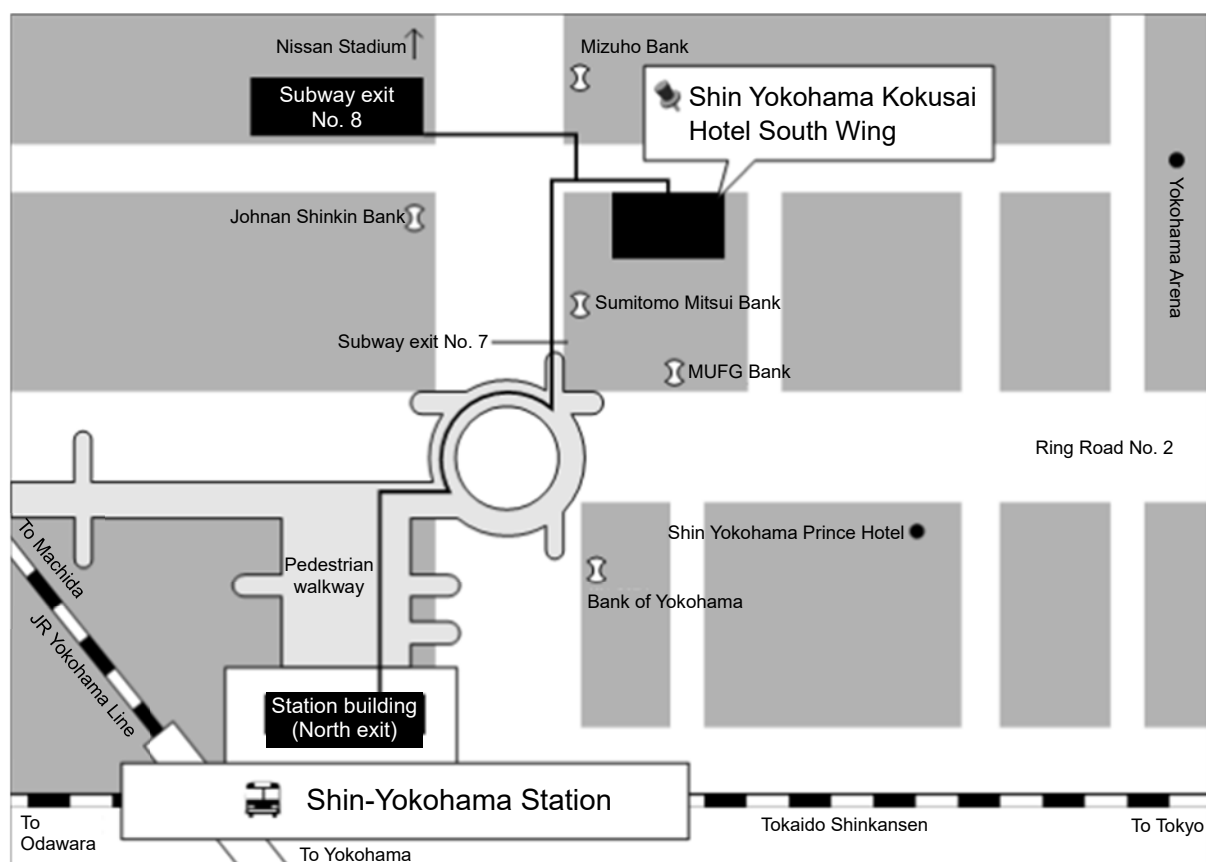 Nissan Stadium
Mizuho Bank
Subway exit
No. 8
Shin Yokohama Kokusai
Hotel South Wing
Yokohama Arena
Johnan Shinkin Bank
Sumitomo Mitsui Bank
Subway exit No. 7
MUFG Bank
Ring Road No. 2
To Machida
JR Yokohama Line
Pedestrian
walkway
Shin Yokohama Prince Hotel
Bank of Yokohama
Station building
(North exit)
Shin-Yokohama Station
To
Odawara
To Yokohama
Tokaido Shinkansen
To Tokyo